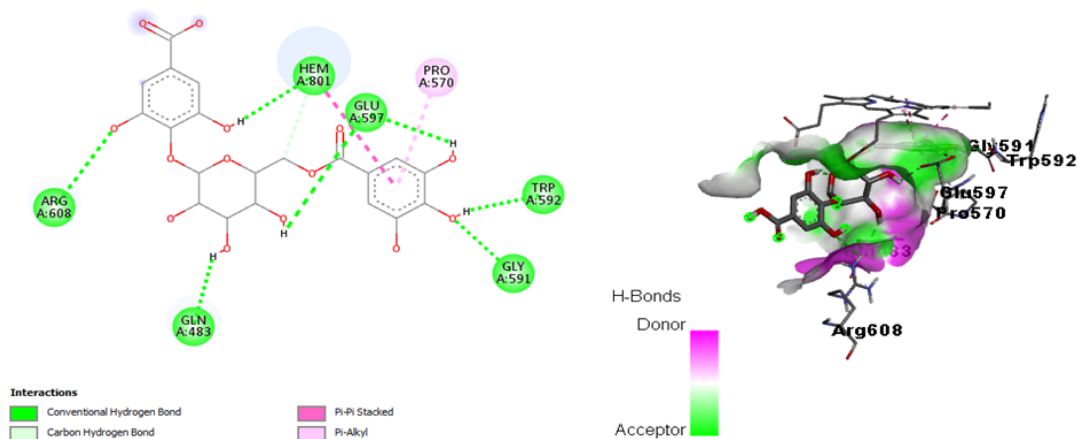 HEM
A:801
PRO
A:570
GLU
A:597
ARG
A:608
TRP
A:592
GLY
A:591
GLN
A:483
O
O
O
H
O
O
O
O
O
O
O
O
H
O
H
O
H
O
H
O
Interactions
Conventional Hydrogen Bond
Carbon Hydrogen Bond
Pi-Pi Stacked
Pi-Alkyl
Gly591
Trp592
Glu597
Pro570
Arg608
H-Bonds
Donor
Acceptor